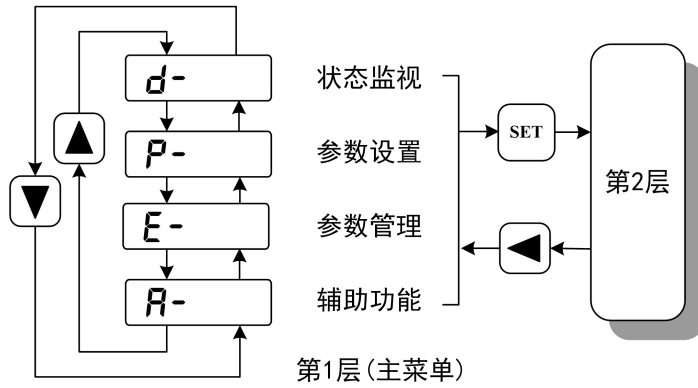 d- 状态监视
SET
P- 参数设置
第2层
E- 参数管理
A- 辅助功能
第1层(主菜单)